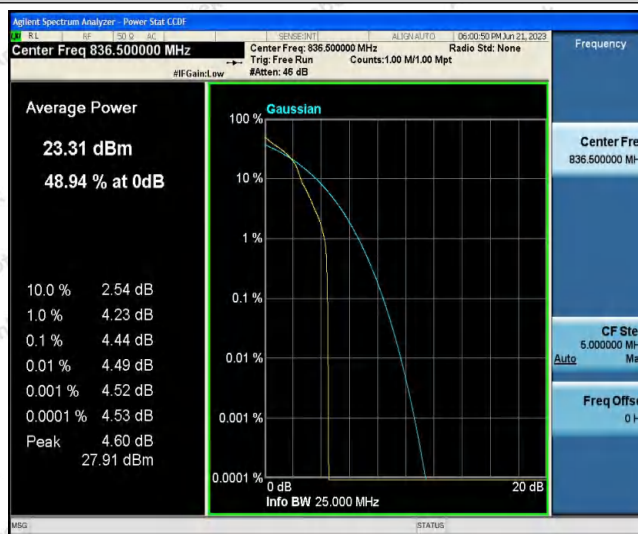 Agilent Spectrum Analyzer - Power Stat CCDF
RL RF 50 Ω AC SENSE:INT ALIGN AUTO 06:00:50 PM Jun 21, 2023
Center Freq 836.500000 MHz
Center Freq: 836.500000 MHz Radio Std: None
Trig: Free Run Counts:1.00 M/1.00 Mpt
#IFGain:Low #Atten: 46 dB
Frequency
Average Power
23.31 dBm
48.94 % at 0dB
10.0 % 2.54 dB
1.0 % 4.23 dB
0.1 % 4.44 dB
0.01 % 4.49 dB
0.001 % 4.52 dB
0.0001 % 4.53 dB
Peak 4.60 dB
27.91 dBm
Gaussian
100 %
10 %
1 %
0.1 %
0.01 %
0.001 %
0.0001 %
0 dB 20 dB
Info BW 25.000 MHz
Center Fre
836.500000 MH
CF Ste
5.000000 MH
Auto Ma
Freq Offse
0 H
MSG STATUS